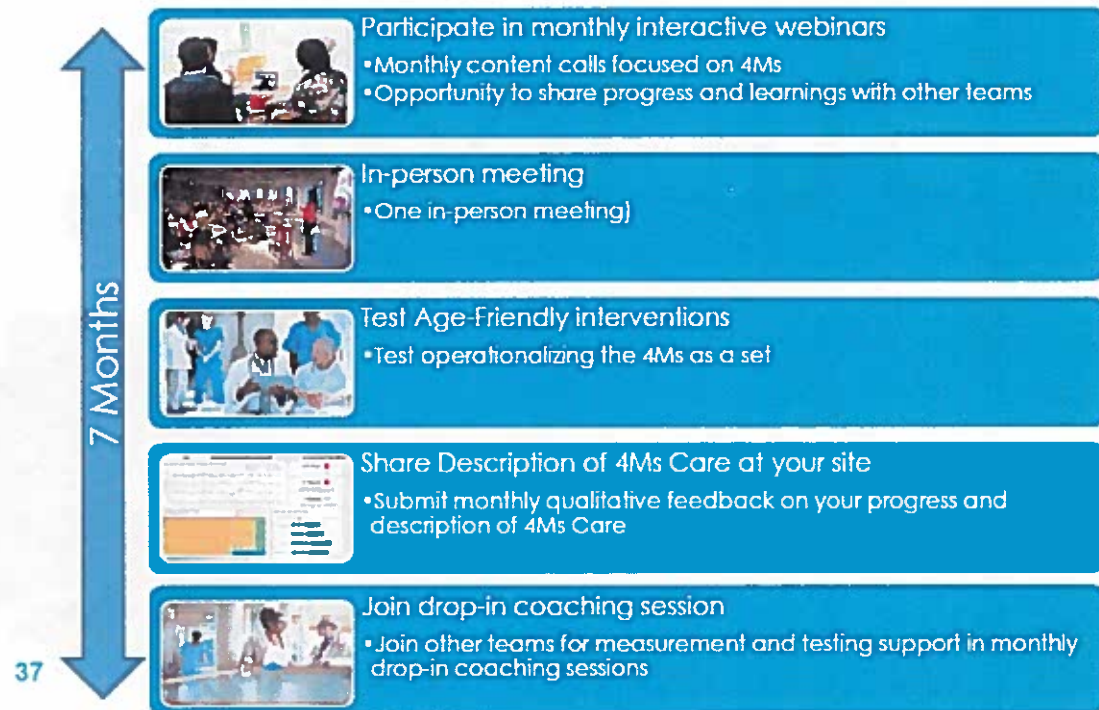 Participate in monthly interactive webinars
•Monthly content calls focused on 4Ms
•Opportunity to share progress and learnings with other teams
In-person meeting
•One in-person meeting)
7 Months
Test Age-Friendly interventions
•Test operationalizing the 4Ms as a set
Share Description of 4Ms Care at your site
•Submit monthly qualitative feedback on your progress and
description of 4Ms Care
Join drop-in coaching session
•Join other teams for measurement and testing support in monthly
drop-in coaching sessions
37